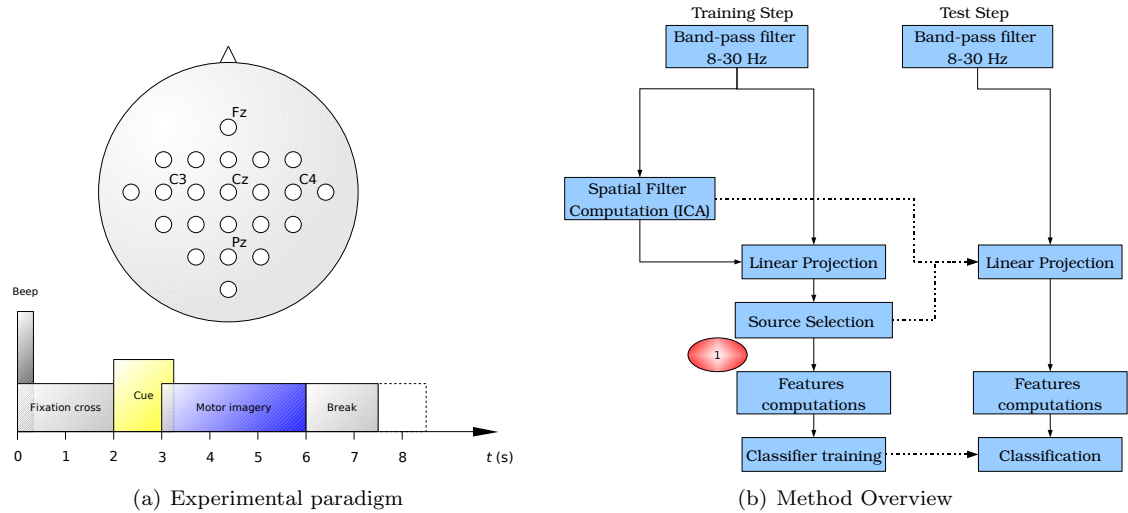 Fz
C3
Cz
C4
Pz
Beep
Fixation cross
Cue
Motor imagery
Break
0 1 2 3 4 5 6 7 8 t (s)
(a) Experimental paradigm
Training Step
Band-pass filter
8-30 Hz
Spatial Filter
Computation (ICA)
Linear Projection
Source Selection
1
Features
computations
Classifier training
Test Step
Band-pass filter
8-30 Hz
Linear Projection
Features
computations
Classification
(b) Method Overview